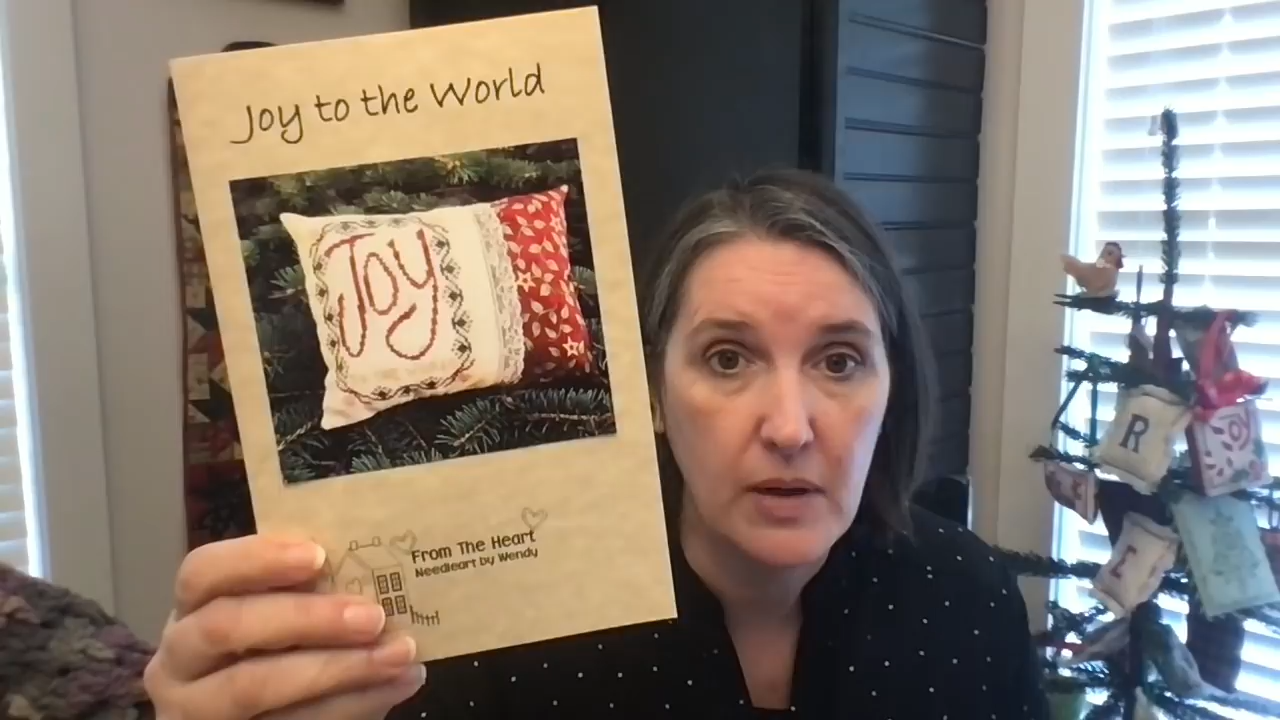 Joy to the World
Joy
From The Heart
Needleart by Wendy
R
E